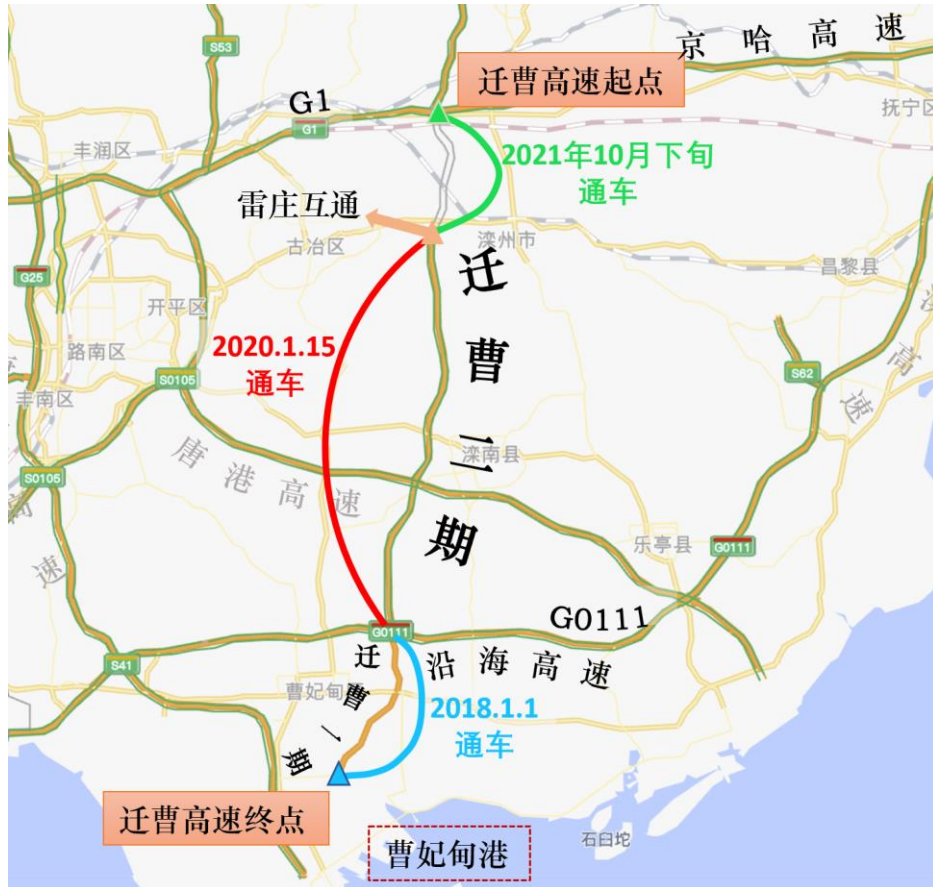 京哈高速
S53
迁曹高速起点
G1
G1
抚宁区
丰润区
2021年10月下旬
通车
雷庄互通
古冶区
滦州市
迁曹二期
昌黎县
G25
开平区
2020.1.15
通车
路南区
S0105
S62
丰南区
高速
滦南县
唐港高速
S0105
高速
乐亭县
G0111
G0111
G0111
沿海高速
S41
迁曹一期
曹妃甸
2018.1.1
通车
迁曹高速终点
曹妃甸港
石臼坨